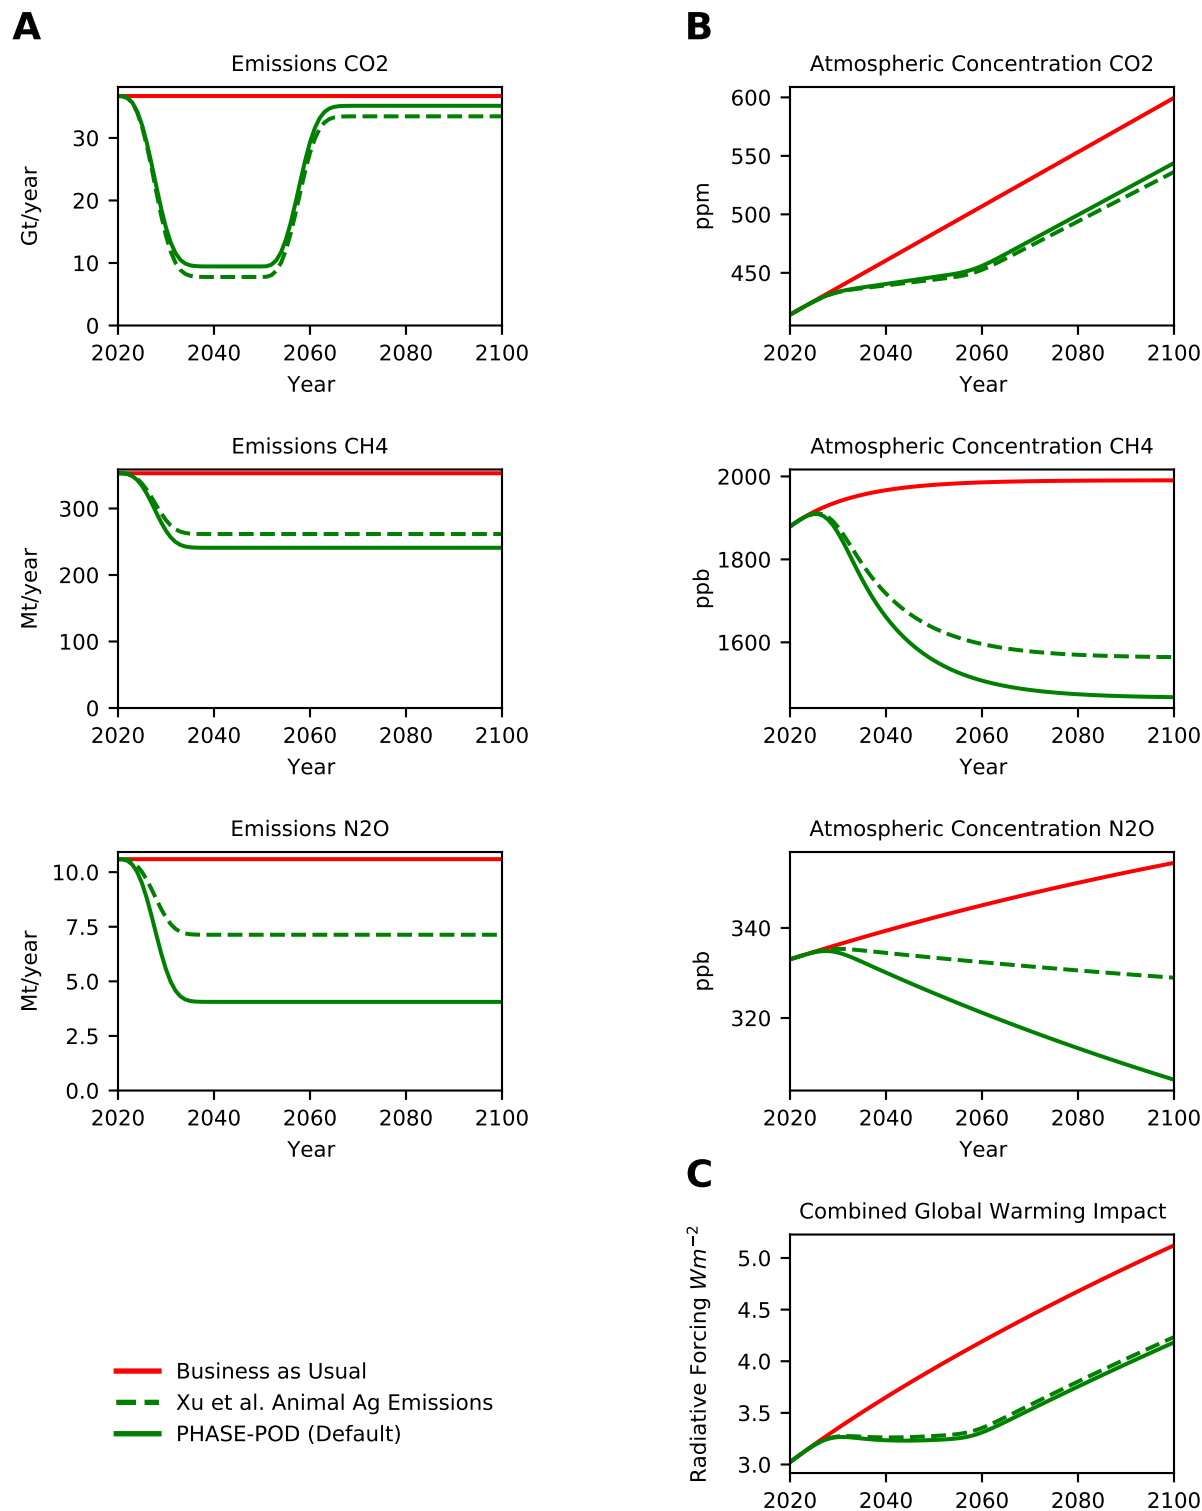 A
B
Emissions CO2
Gt/year
30
20
10
0
2020 2040 2060 2080 2100
Year
Atmospheric Concentration CO2
ppm
600
550
500
450
2020 2040 2060 2080 2100
Year
Emissions CH4
Mt/year
300
200
100
0
2020 2040 2060 2080 2100
Year
Atmospheric Concentration CH4
ppb
2000
1800
1600
2020 2040 2060 2080 2100
Year
Emissions N2O
Mt/year
10.0
7.5
5.0
2.5
0.0
2020 2040 2060 2080 2100
Year
Atmospheric Concentration N2O
ppb
340
320
2020 2040 2060 2080 2100
Year
C
Combined Global Warming Impact
Radiative Forcing Wm⁻²
5.0
4.5
4.0
3.5
3.0
2020 2040 2060 2080 2100
Business as Usual
Xu et al. Animal Ag Emissions
PHASE-POD (Default)